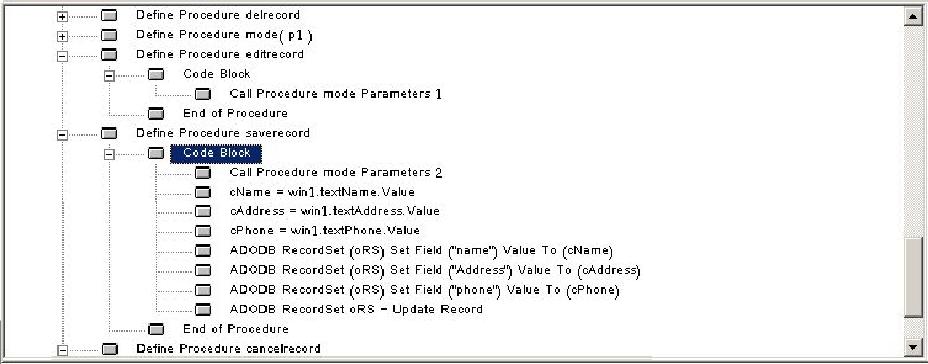 Define Procedure delrecord
Define Procedure mode( p1 )
Define Procedure editrecord
Code Block
Call Procedure mode Parameters 1
End of Procedure
Define Procedure saverecord
Code Block
Call Procedure mode Parameters 2
cName = win1.textName.Value
cAddress = win1.textAddress.Value
cPhone = win1.textPhone.Value
ADODB RecordSet (oRS) Set Field ("name") Value To (cName)
ADODB RecordSet (oRS) Set Field ("Address") Value To (cAddress)
ADODB RecordSet (oRS) Set Field ("phone") Value To (cPhone)
ADODB RecordSet oRS - Update Record
End of Procedure
Define Procedure cancelrecord